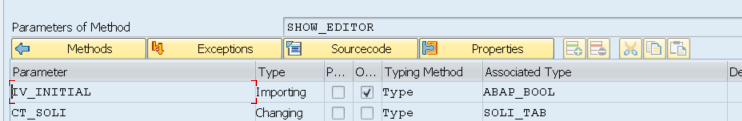 Parameters of Method SHOW_EDITOR
Methods Exceptions Sourcecode Properties
Parameter Type P... O... Typing Method Associated Type De
IV_INITIAL Importing Type ABAP_BOOL
CT_SOLI Changing Type SOLI_TAB